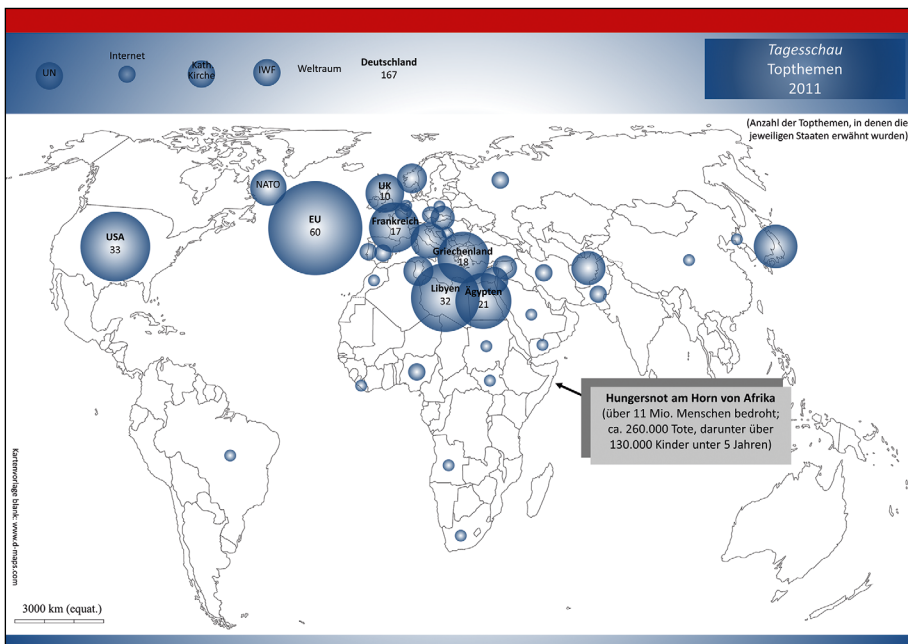 UN
Internet
Kath.
Kirche
IWF
Weltraum
Deutschland
167
Tagesschau
Topthemen
2011
(Anzahl der Topthemen, in denen die
jeweiligen Staaten erwähnt wurden)
NATO
UK
10
EU
60
Frankreich
17
USA
33
Griechenland
18
Libyen
32
Ägypten
21
Hungersnot am Horn von Afrika
(über 11 Mio. Menschen bedroht;
ca. 260.000 Tote, darunter über
130.000 Kinder unter 5 Jahren)
Kartenvorlage blank: www.d-maps.com
3000 km (equat.)